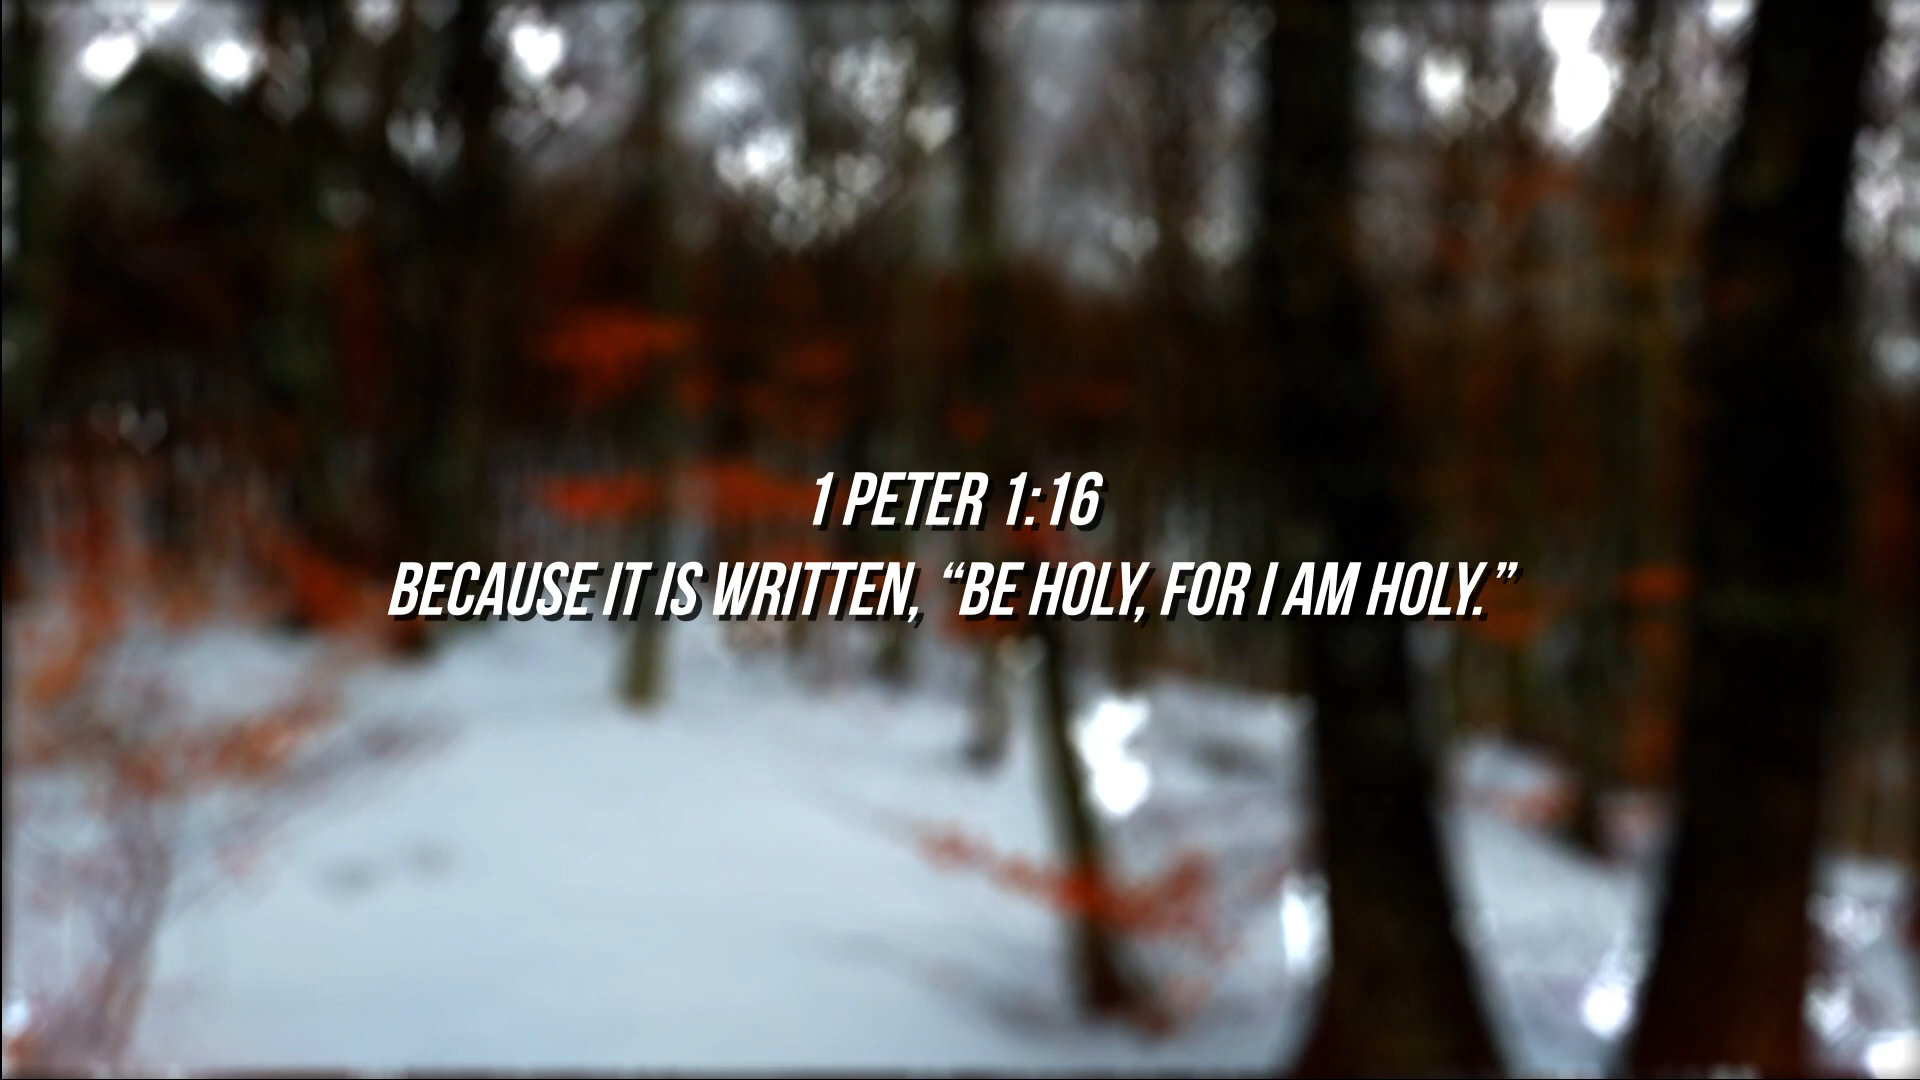 1 PETER 1:16
BECAUSE IT IS WRITTEN, “BE HOLY, FOR I AM HOLY.”